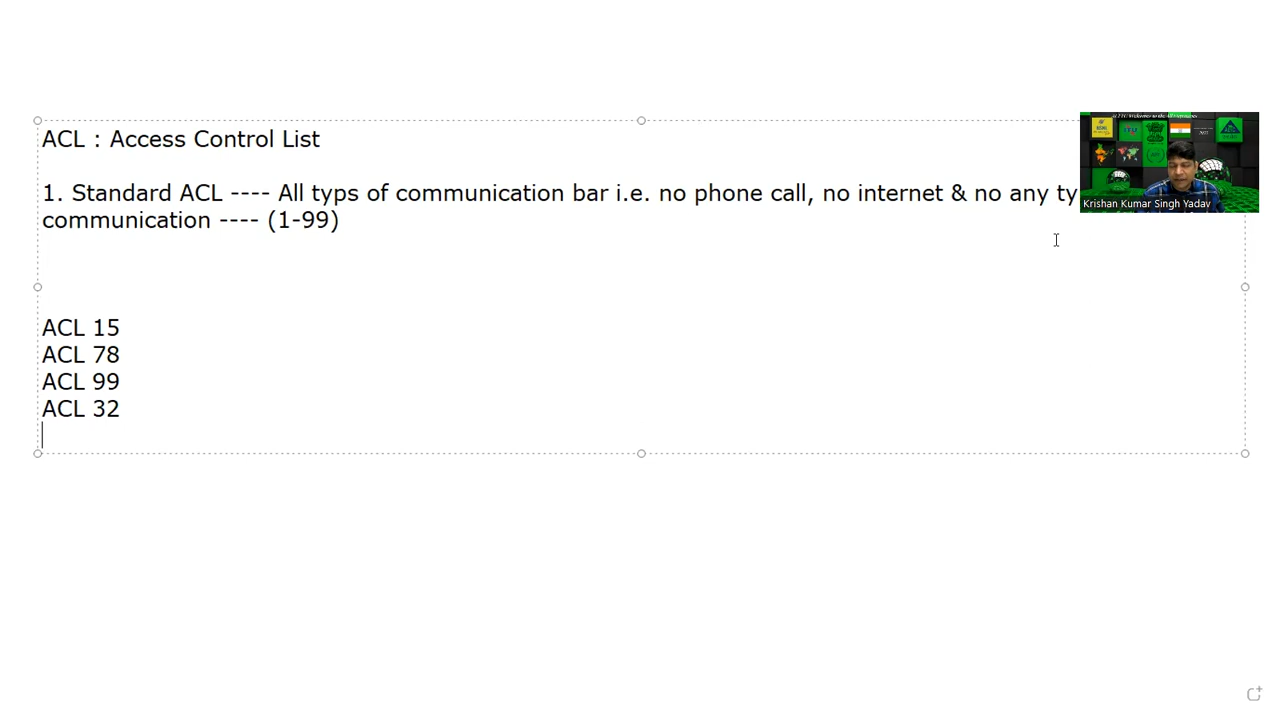 ACL : Access Control List
1. Standard ACL ---- All typs of communication bar i.e. no phone call, no internet & no any ty
communication ---- (1-99)
Krishan Kumar Singh Yadav
ACL 15
ACL 78
ACL 99
ACL 32